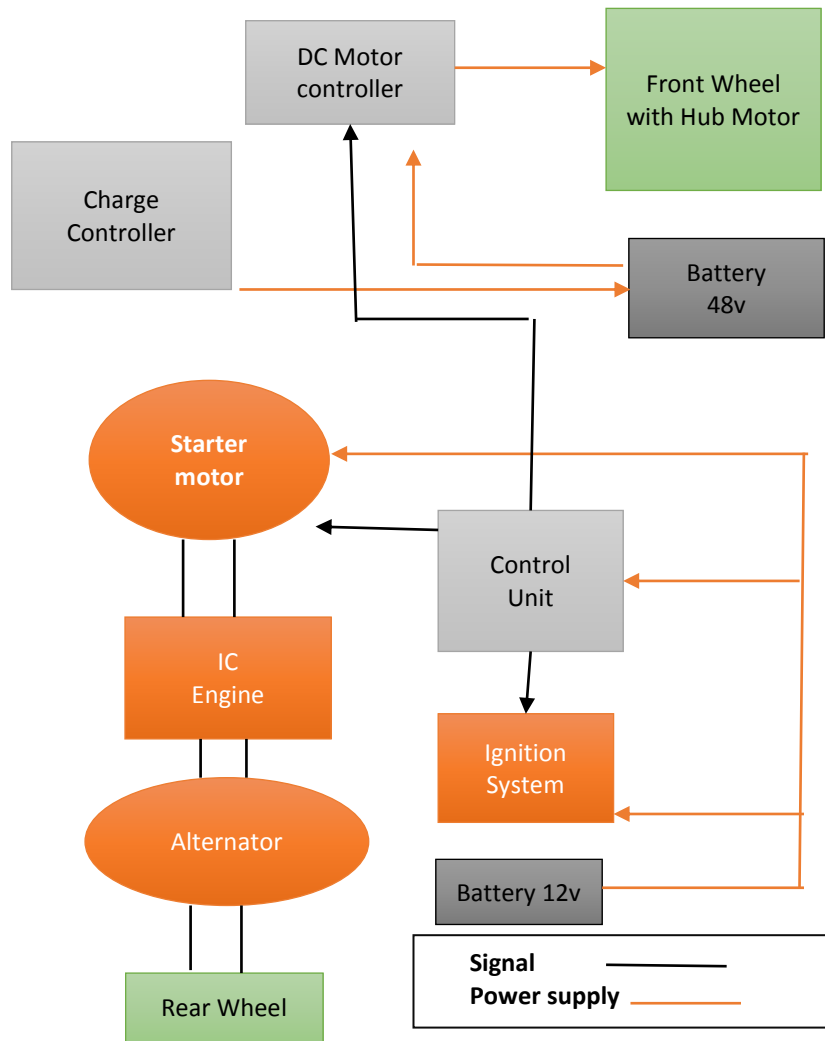 DC Motor
controller
Front Wheel
with Hub Motor
Charge
Controller
Battery
48v
Starter
motor
Control
Unit
IC
Engine
Ignition
System
Alternator
Battery 12v
Signal
Power supply
Rear Wheel